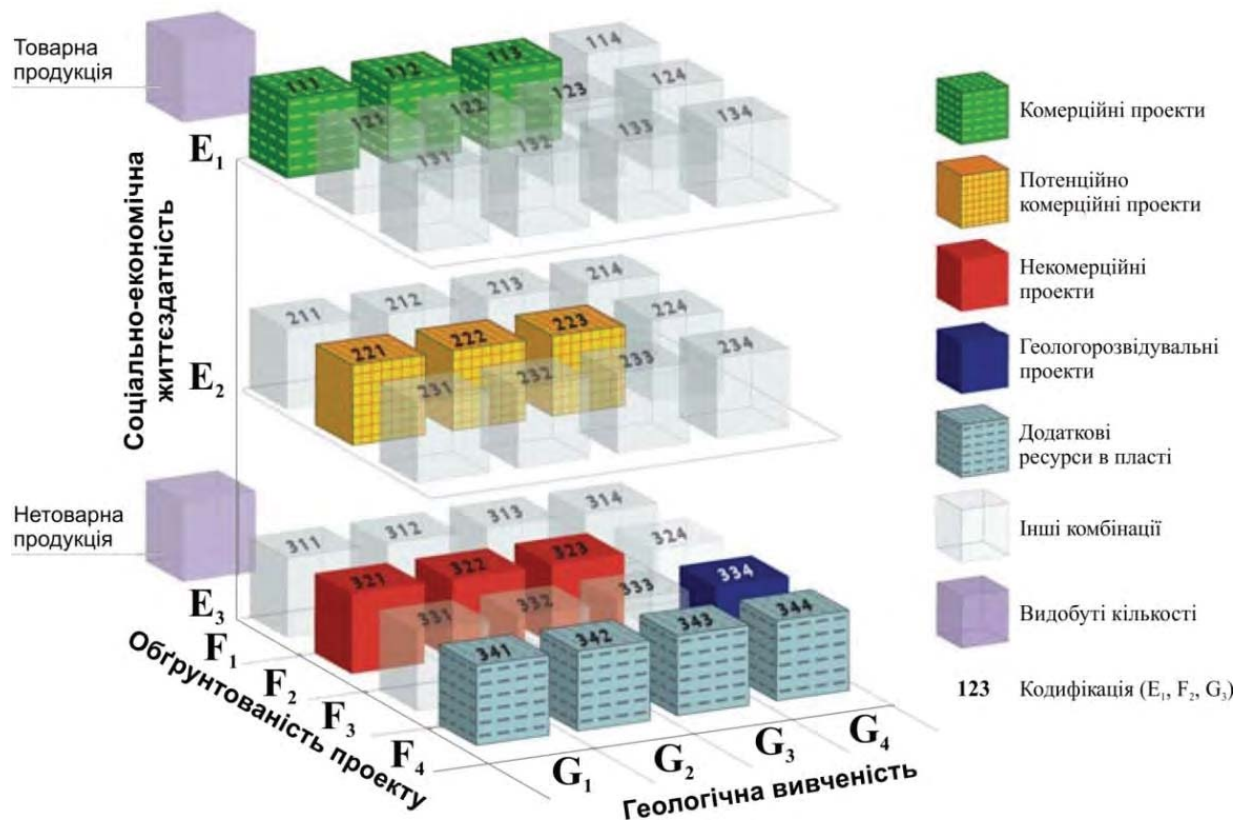 Товарна
продукція
111
112
113
114
121
122
123
124
131
132
133
134
E₁
Соціально-економічна
життєздатність
211
212
213
214
221
222
223
224
231
232
233
234
E₂
Нетоварна
продукція
311
312
313
314
321
322
323
324
331
332
333
334
341
342
343
344
E₃
F₁
F₂
F₃
F₄
Обґрунтованість проекту
G₁
G₂
G₃
G₄
Геологічна вивченість
Комерційні проекти
Потенційно
комерційні проекти
Некомерційні
проекти
Геологорозвідувальні
проекти
Додаткові
ресурси в пласті
Інші комбінації
Видобуті кількості
123 Кодифікація (E₁, F₂, G₃)